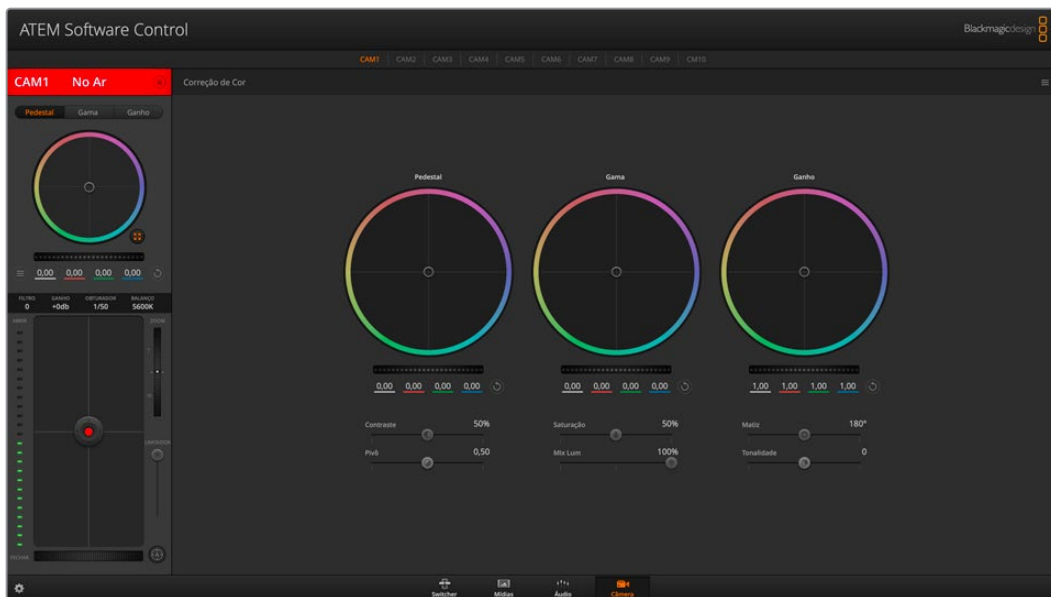 ATEM Software Control
Blackmagicdesign
CAM1 CAM2 CAM3 CAM4 CAM5 CAM6 CAM7 CAM8 CAM9 CM10
CAM1 No Ar
Correção de Cor
Pedestal Gama Ganho
Pedestal Gama Ganho
0,00 0,00 0,00 0,00
FILTRO GANHO OBTURADOR BALANÇO
0 +0db 1/50 5600K
ABRIR ZOOM
T
W
0,00 0,00 0,00 0,00 0,00 0,00 0,00 0,00 1,00 1,00 1,00 1,00
Contraste 50% Saturação 50% Matiz 180°
LIMITADOR
Pivô 0,50 Mix Lum 100% Tonalidade 0
FECHAR
Switcher Mídias Áudio Câmera